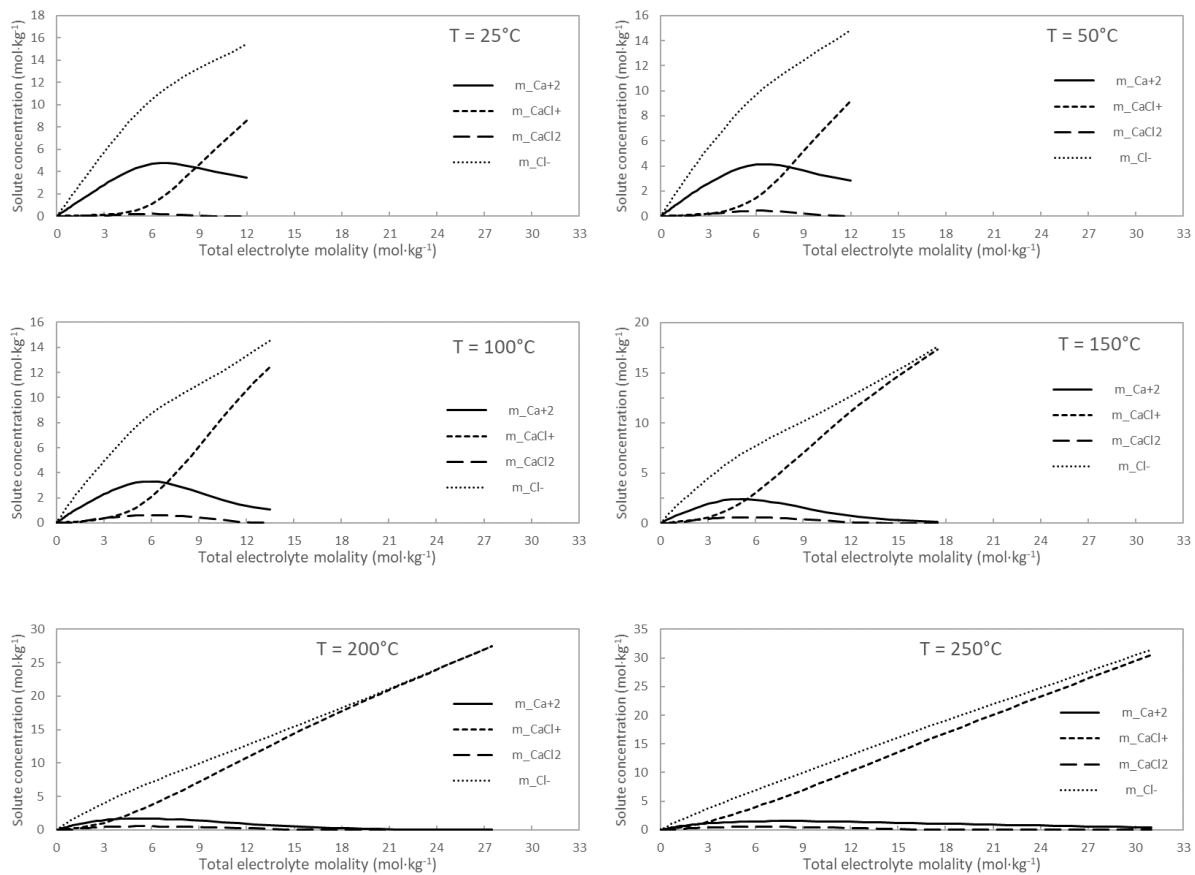 Solute concentration (mol·kg-1)
18
16
14
12
10
8
6
4
2
0
T = 25°C
m_Ca+2
m_CaCl+
m_CaCl2
m_Cl-
0 3 6 9 12 15 18 21 24 27 30 33
Total electrolyte molality (mol·kg-1)
Solute concentration (mol·kg-1)
16
14
12
10
8
6
4
2
0
T = 50°C
m_Ca+2
m_CaCl+
m_CaCl2
m_Cl-
0 3 6 9 12 15 18 21 24 27 30 33
Total electrolyte molality (mol·kg-1)
Solute concentration (mol·kg-1)
16
14
12
10
8
6
4
2
0
T = 100°C
m_Ca+2
m_CaCl+
m_CaCl2
m_Cl-
0 3 6 9 12 15 18 21 24 27 30 33
Total electrolyte molality (mol·kg-1)
Solute concentration (mol·kg-1)
20
15
10
5
0
T = 150°C
m_Ca+2
m_CaCl+
m_CaCl2
m_Cl-
0 3 6 9 12 15 18 21 24 27 30 33
Total electrolyte molality (mol·kg-1)
Solute concentration (mol·kg-1)
30
25
20
15
10
5
0
T = 200°C
m_Ca+2
m_CaCl+
m_CaCl2
m_Cl-
0 3 6 9 12 15 18 21 24 27 30 33
Total electrolyte molality (mol·kg-1)
Solute concentration (mol·kg-1)
35
30
25
20
15
10
5
0
T = 250°C
m_Ca+2
m_CaCl+
m_CaCl2
m_Cl-
0 3 6 9 12 15 18 21 24 27 30 33
Total electrolyte molality (mol·kg-1)